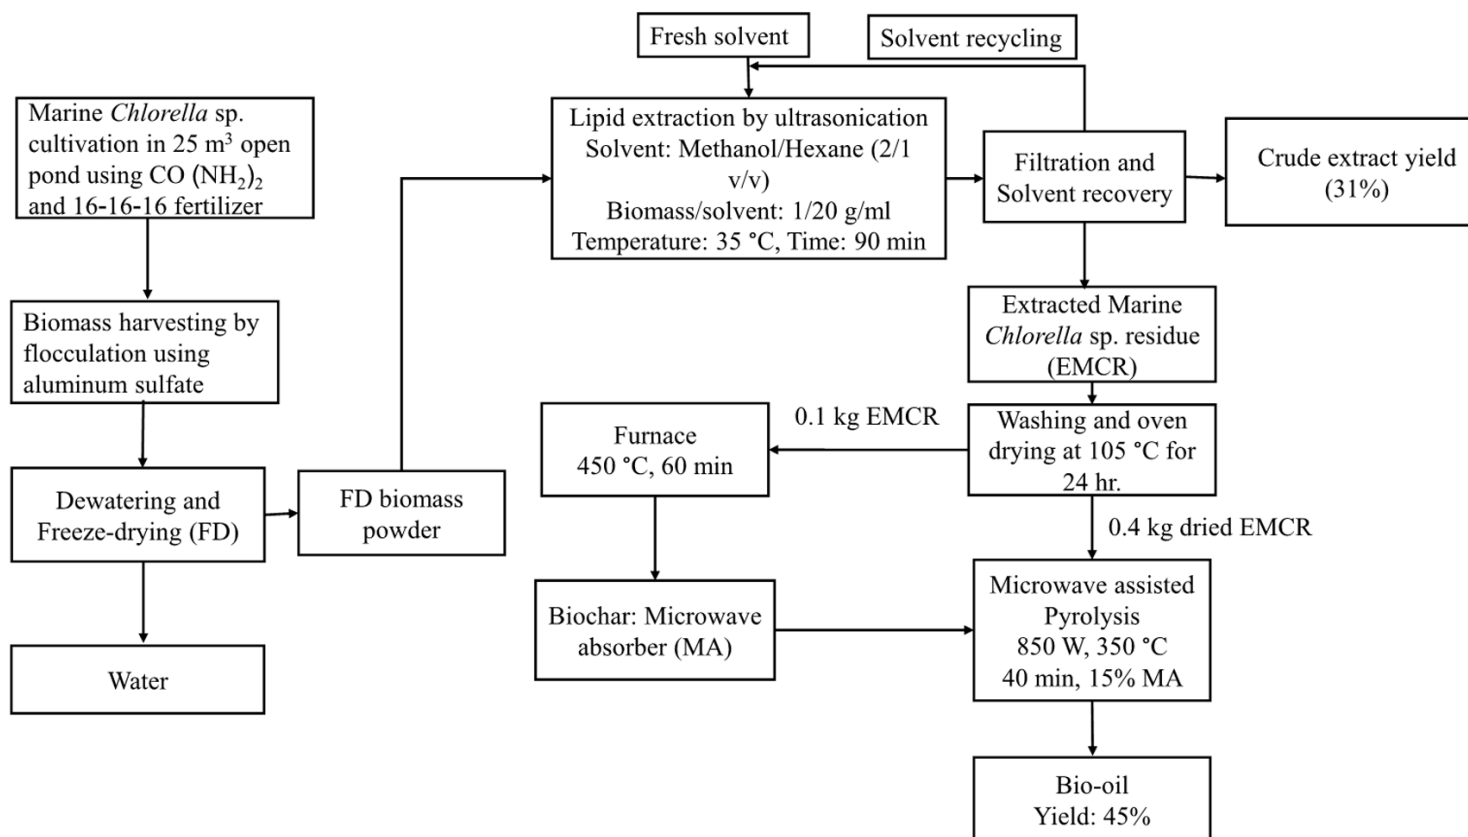 Fresh solvent
Solvent recycling
Marine Chlorella sp.
cultivation in 25 m³ open
pond using CO (NH₂)₂
and 16-16-16 fertilizer
Lipid extraction by ultrasonication
Solvent: Methanol/Hexane (2/1
v/v)
Biomass/solvent: 1/20 g/ml
Temperature: 35 °C, Time: 90 min
Filtration and
Solvent recovery
Crude extract yield
(31%)
Biomass harvesting by
flocculation using
aluminum sulfate
Extracted Marine
Chlorella sp. residue
(EMCR)
Dewatering and
Freeze-drying (FD)
FD biomass
powder
Furnace
450 °C, 60 min
0.1 kg EMCR
Washing and oven
drying at 105 °C for
24 hr.
0.4 kg dried EMCR
Water
Biochar: Microwave
absorber (MA)
Microwave assisted
Pyrolysis
850 W, 350 °C
40 min, 15% MA
Bio-oil
Yield: 45%